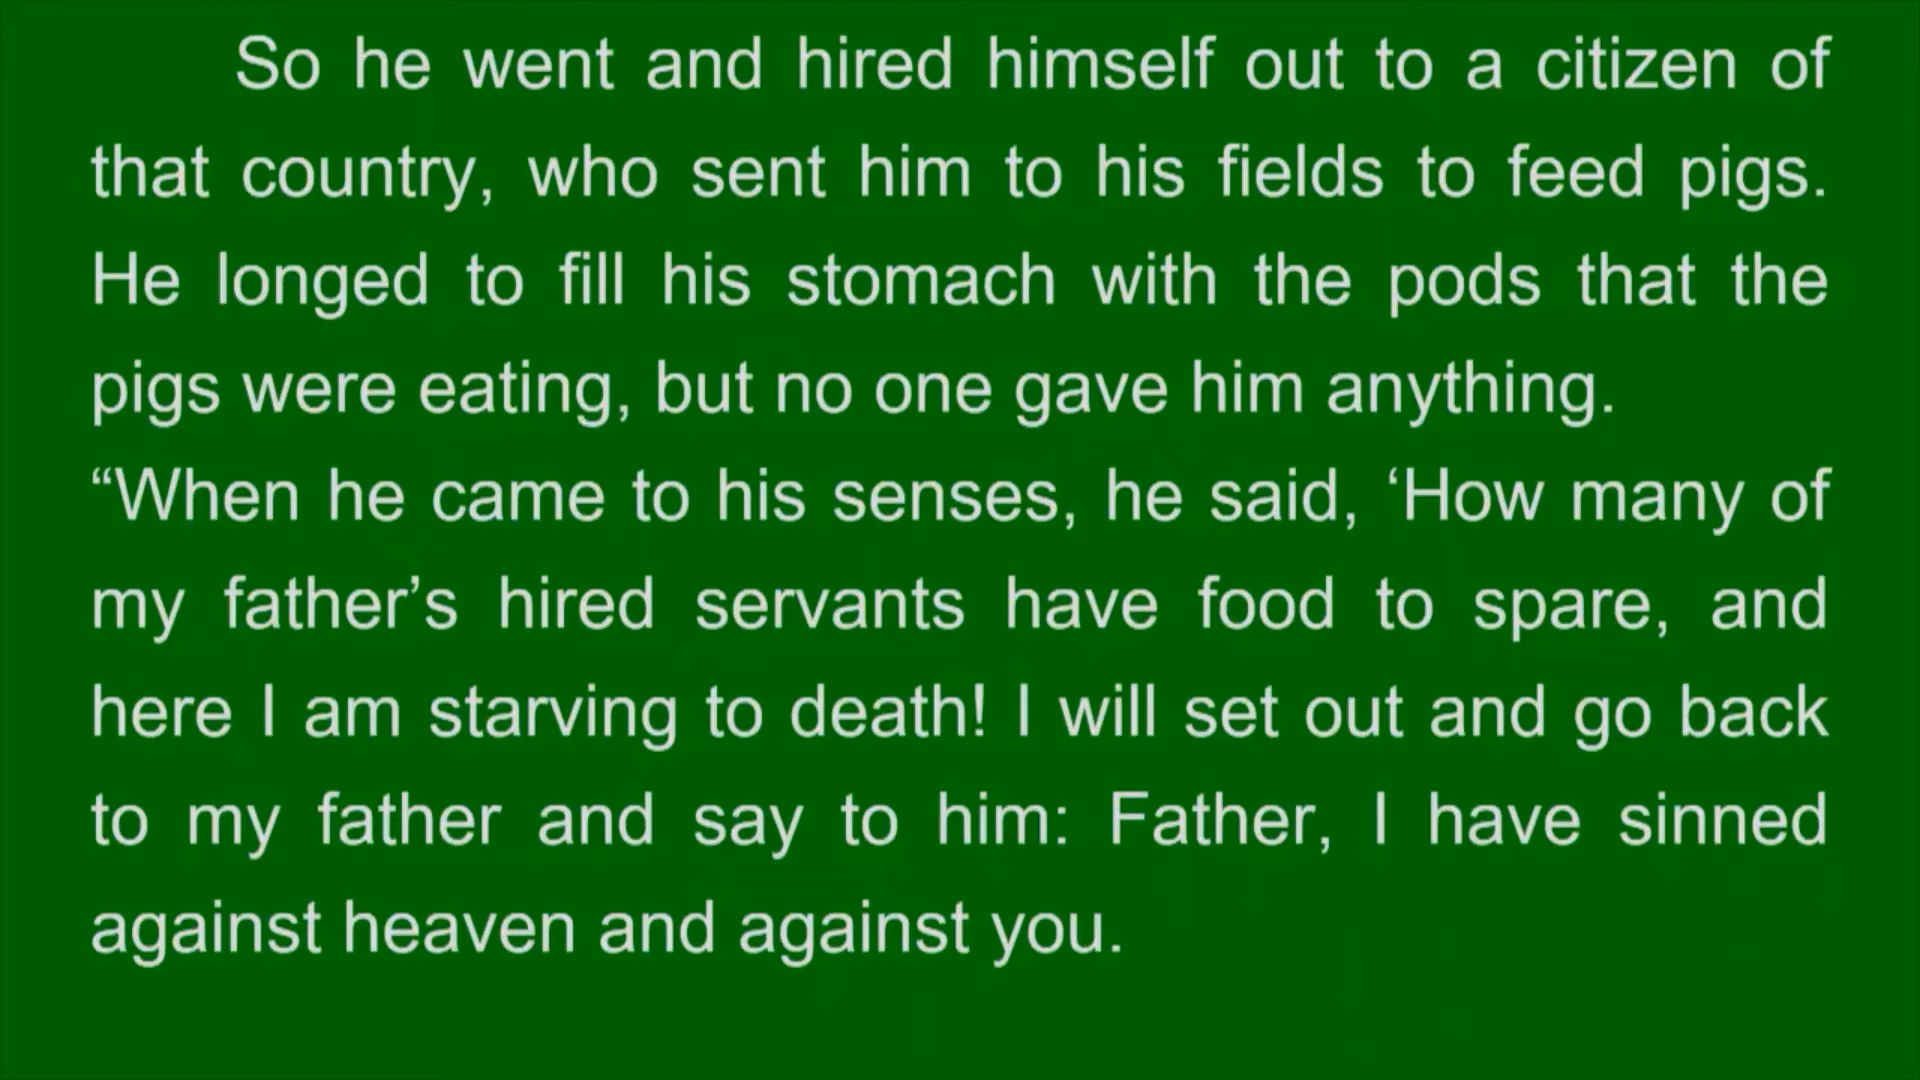 So he went and hired himself out to a citizen of
that country, who sent him to his fields to feed pigs.
He longed to fill his stomach with the pods that the
pigs were eating, but no one gave him anything.
“When he came to his senses, he said, ‘How many of
my father’s hired servants have food to spare, and
here I am starving to death! I will set out and go back
to my father and say to him: Father, I have sinned
against heaven and against you.